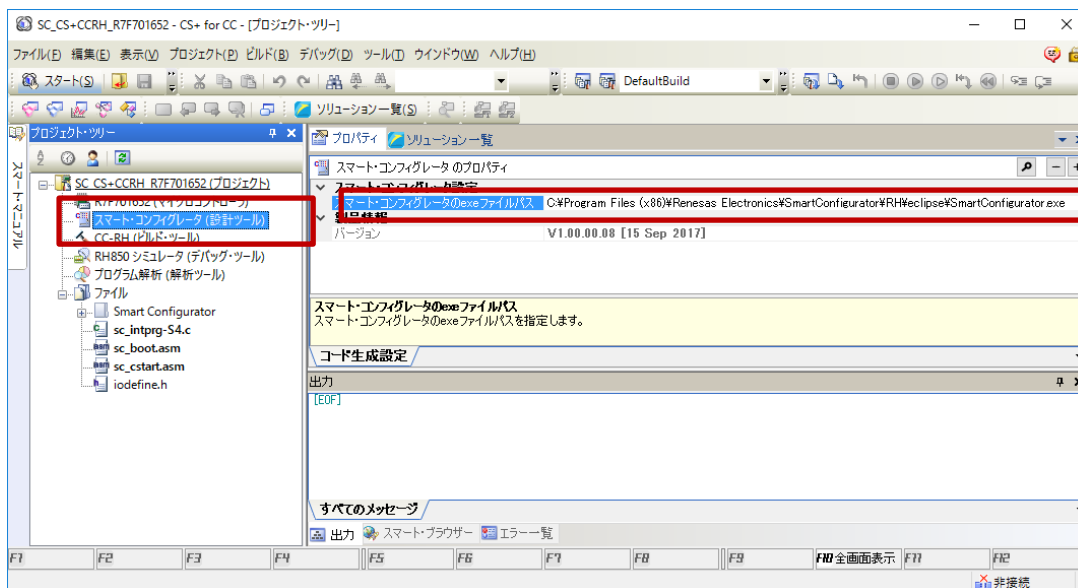 SC_CS+CCRH_R7F701652 - CS+ for CC - [プロジェクト・ツリー]
ファイル(F) 編集(E) 表示(V) プロジェクト(P) ビルド(B) デバッグ(D) ツール(T) ウインドウ(W) ヘルプ(H)
スタート(S) DefaultBuild
ソリューション一覧(S)
プロジェクト・ツリー
スマート・マニュアル
SC_CS+CCRH_R7F701652 (プロジェクト)
R7F701652 (マイクロコントローラ)
スマート・コンフィグレータ (設計ツール)
CC-RH (ビルド・ツール)
RH850 シミュレータ (デバッグ・ツール)
プログラム解析 (解析ツール)
ファイル
Smart Configurator
sc_intprg-S4.c
sc_boot.asm
sc_cstart.asm
iodefine.h
プロパティ ソリューション一覧
スマート・コンフィグレータ のプロパティ
スマート・コンフィグレータ設定
スマート・コンフィグレータのexeファイルパス C:¥Program Files (x86)¥Renesas Electronics¥SmartConfigurator¥RH¥eclipse¥SmartConfigurator.exe
製品情報
バージョン V1.00.00.08 [15 Sep 2017]
スマート・コンフィグレータのexeファイルパス
スマート・コンフィグレータのexeファイルパスを指定します。
コード生成設定
出力
[EOF]
すべてのメッセージ
出力 スマート・ブラウザー エラー一覧
F1 F2 F3 F4 F5 F6 F7 F8 F9 F10 全画面表示 F11 F12
非接続